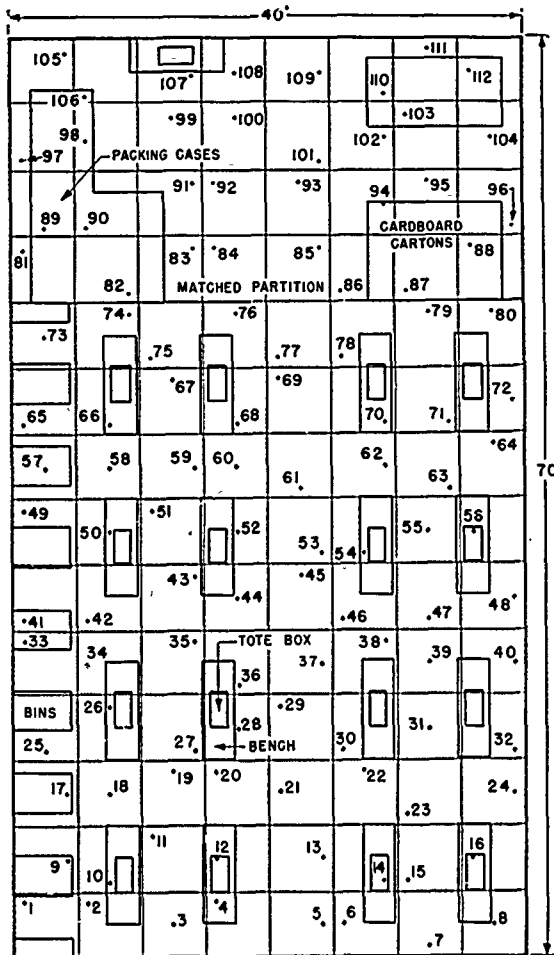 40'
105 107 108 109 110 111 112
106 99 100 103
98 101 102 104
97 PACKING CASES
91 92 93 94 95 96
89 90 CARDBOARD
CARTONS 88
81 83 84 85
82 MATCHED PARTITION 86 87
74 76 79 80
73 75 77 78
67 69 72
65 66 68 70 71
64
57 58 59 60 61 62 63 70
49 51
50 52 53 54 55 56
43 44 45 48
41 42 46 47
33 35 TOTE BOX 38
34 36 37 39 40
BINS 26 28 29 31
25 27 BENCH 30 32
17 18 19 20 21 22 24
23
11 12 13 16
9 10 14 15
1 2 3 4 5 6 8
7